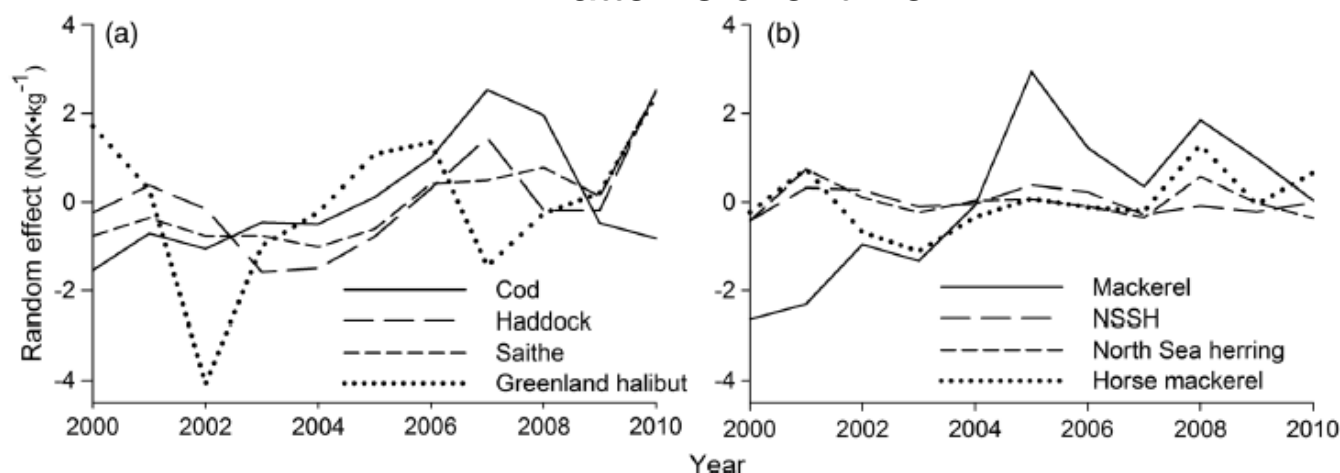 (a)
(b)
Random effect (NOK•kg⁻¹)
4
2
0
-2
-4
Cod
Haddock
Saithe
Greenland halibut
2000 2002 2004 2006 2008 2010
4
2
0
-2
-4
Mackerel
NSSH
North Sea herring
Horse mackerel
2000 2002 2004 2006 2008 2010
Year